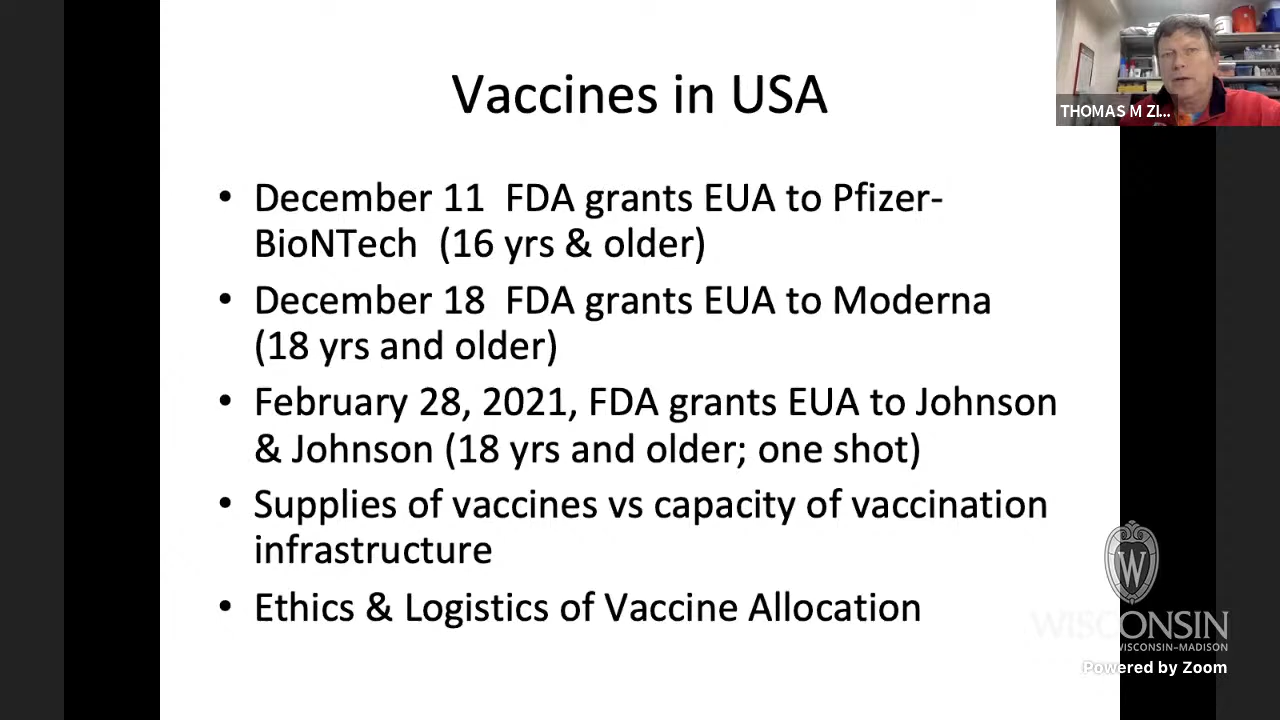 Vaccines in USA
THOMAS M ZI...
• December 11 FDA grants EUA to Pfizer-
BioNTech (16 yrs & older)
• December 18 FDA grants EUA to Moderna
(18 yrs and older)
• February 28, 2021, FDA grants EUA to Johnson
& Johnson (18 yrs and older; one shot)
• Supplies of vaccines vs capacity of vaccination
infrastructure
• Ethics & Logistics of Vaccine Allocation
W
WISCONSIN
WISCONSIN–MADISON
Powered by Zoom